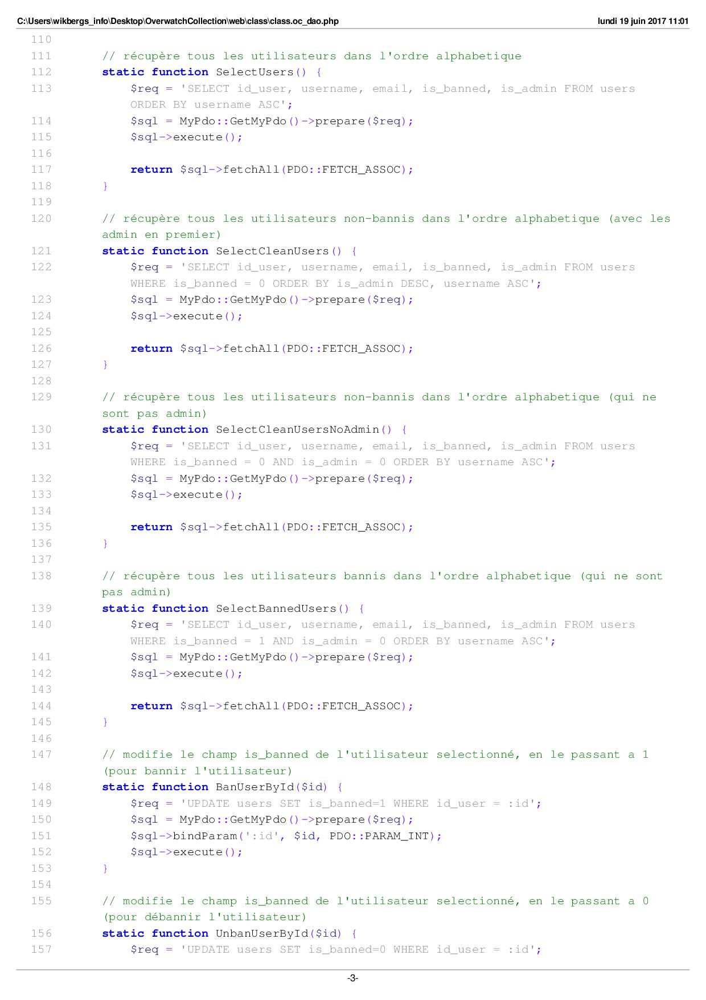 C:\Users\wikbergs_info\Desktop\OverwatchCollection\web\class\class.oc_dao.php lundi 19 juin 2017 11:01
110
111 // récupère tous les utilisateurs dans l'ordre alphabetique
112 static function SelectUsers() {
113 $req = 'SELECT id_user, username, email, is_banned, is_admin FROM users
ORDER BY username ASC';
114 $sql = MyPdo::GetMyPdo()->prepare($req);
115 $sql->execute();
116
117 return $sql->fetchAll(PDO::FETCH_ASSOC);
118 }
119
120 // récupère tous les utilisateurs non-bannis dans l'ordre alphabetique (avec les
admin en premier)
121 static function SelectCleanUsers() {
122 $req = 'SELECT id_user, username, email, is_banned, is_admin FROM users
WHERE is_banned = 0 ORDER BY is_admin DESC, username ASC';
123 $sql = MyPdo::GetMyPdo()->prepare($req);
124 $sql->execute();
125
126 return $sql->fetchAll(PDO::FETCH_ASSOC);
127 }
128
129 // récupère tous les utilisateurs non-bannis dans l'ordre alphabetique (qui ne
sont pas admin)
130 static function SelectCleanUsersNoAdmin() {
131 $req = 'SELECT id_user, username, email, is_banned, is_admin FROM users
WHERE is_banned = 0 AND is_admin = 0 ORDER BY username ASC';
132 $sql = MyPdo::GetMyPdo()->prepare($req);
133 $sql->execute();
134
135 return $sql->fetchAll(PDO::FETCH_ASSOC);
136 }
137
138 // récupère tous les utilisateurs bannis dans l'ordre alphabetique (qui ne sont
pas admin)
139 static function SelectBannedUsers() {
140 $req = 'SELECT id_user, username, email, is_banned, is_admin FROM users
WHERE is_banned = 1 AND is_admin = 0 ORDER BY username ASC';
141 $sql = MyPdo::GetMyPdo()->prepare($req);
142 $sql->execute();
143
144 return $sql->fetchAll(PDO::FETCH_ASSOC);
145 }
146
147 // modifie le champ is_banned de l'utilisateur selectionné, en le passant a 1
(pour bannir l'utilisateur)
148 static function BanUserById($id) {
149 $req = 'UPDATE users SET is_banned=1 WHERE id_user = :id';
150 $sql = MyPdo::GetMyPdo()->prepare($req);
151 $sql->bindParam(':id', $id, PDO::PARAM_INT);
152 $sql->execute();
153 }
154
155 // modifie le champ is_banned de l'utilisateur selectionné, en le passant a 0
(pour débannir l'utilisateur)
156 static function UnbanUserById($id) {
157 $req = 'UPDATE users SET is_banned=0 WHERE id_user = :id';
-3-